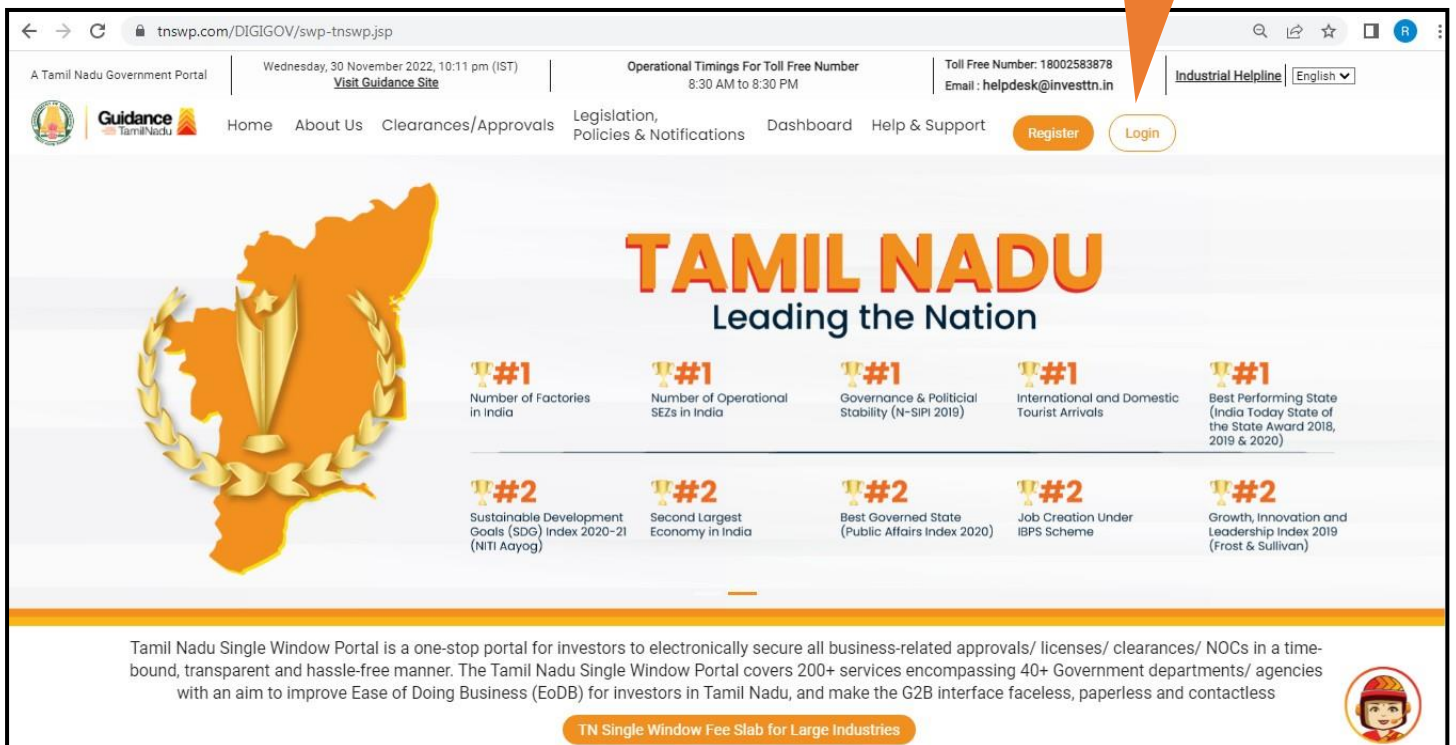 tnswp.com/DIGIGOV/swp-tnswp.jsp
R
A Tamil Nadu Government Portal
Wednesday, 30 November 2022, 10:11 pm (IST)
Visit Guidance Site
Operational Timings For Toll Free Number
8:30 AM to 8:30 PM
Toll Free Number: 18002583878
Email : helpdesk@investtn.in
Industrial Helpline
English
Guidance
TamilNadu
Home
About Us
Clearances/Approvals
Legislation,
Policies & Notifications
Dashboard
Help & Support
Register
Login
TAMIL NADU
Leading the Nation
#1
Number of Factories
in India
#1
Number of Operational
SEZs in India
#1
Governance & Politicial
Stability (N-SIPI 2019)
#1
International and Domestic
Tourist Arrivals
#1
Best Performing State
(India Today State of
the State Award 2018,
2019 & 2020)
#2
Sustainable Development
Goals (SDG) Index 2020-21
(NITI Aayog)
#2
Second Largest
Economy in India
#2
Best Governed State
(Public Affairs Index 2020)
#2
Job Creation Under
IBPS Scheme
#2
Growth, Innovation and
Leadership Index 2019
(Frost & Sullivan)
Tamil Nadu Single Window Portal is a one-stop portal for investors to electronically secure all business-related approvals/ licenses/ clearances/ NOCs in a time-
bound, transparent and hassle-free manner. The Tamil Nadu Single Window Portal covers 200+ services encompassing 40+ Government departments/ agencies
with an aim to improve Ease of Doing Business (EoDB) for investors in Tamil Nadu, and make the G2B interface faceless, paperless and contactless
TN Single Window Fee Slab for Large Industries